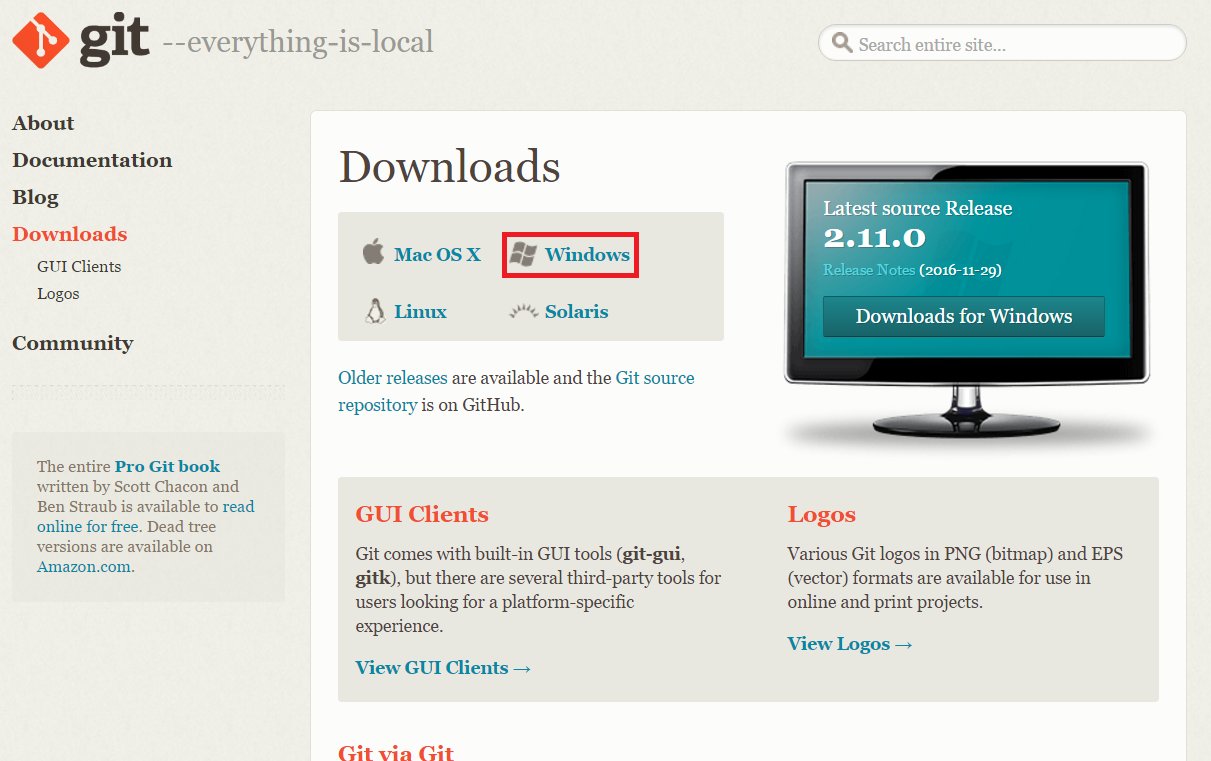 git --everything-is-local
Search entire site...
About
Documentation
Blog
Downloads
GUI Clients
Logos
Community
The entire Pro Git book
written by Scott Chacon and
Ben Straub is available to read
online for free. Dead tree
versions are available on
Amazon.com.
Downloads
Mac OS X
Windows
Linux
Solaris
Older releases are available and the Git source
repository is on GitHub.
Latest source Release
2.11.0
Release Notes (2016-11-29)
Downloads for Windows
GUI Clients
Git comes with built-in GUI tools (git-gui,
gitk), but there are several third-party tools for
users looking for a platform-specific
experience.
View GUI Clients →
Logos
Various Git logos in PNG (bitmap) and EPS
(vector) formats are available for use in
online and print projects.
View Logos →
Git via Git